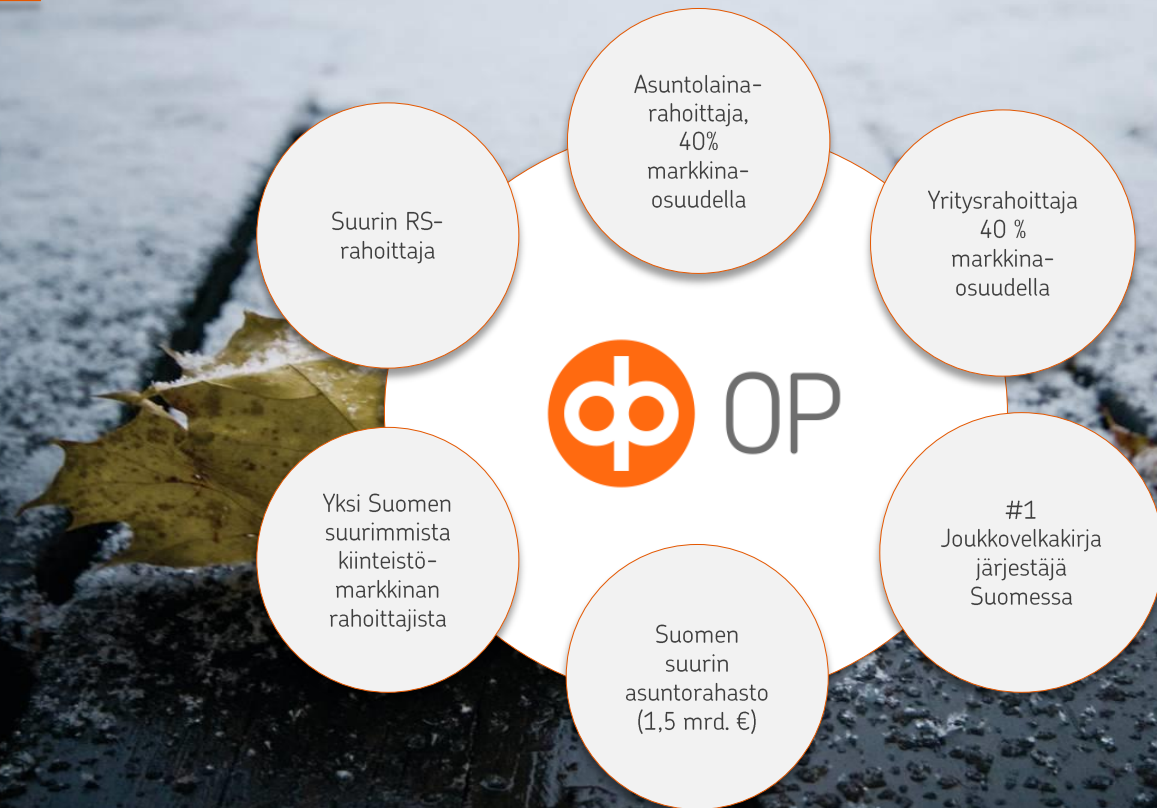 Asuntolaina-
rahoittaja,
40%
markkina-
osuudella
Yritysrahoittaja
40 %
markkina-
osuudella
#1
Joukkovelkakirja
järjestäjä
Suomessa
Suomen
suurin
asuntorahasto
(1,5 mrd. €)
Yksi Suomen
suurimmista
kiinteistö-
markkinan
rahoittajista
Suurin RS-
rahoittaja
OP